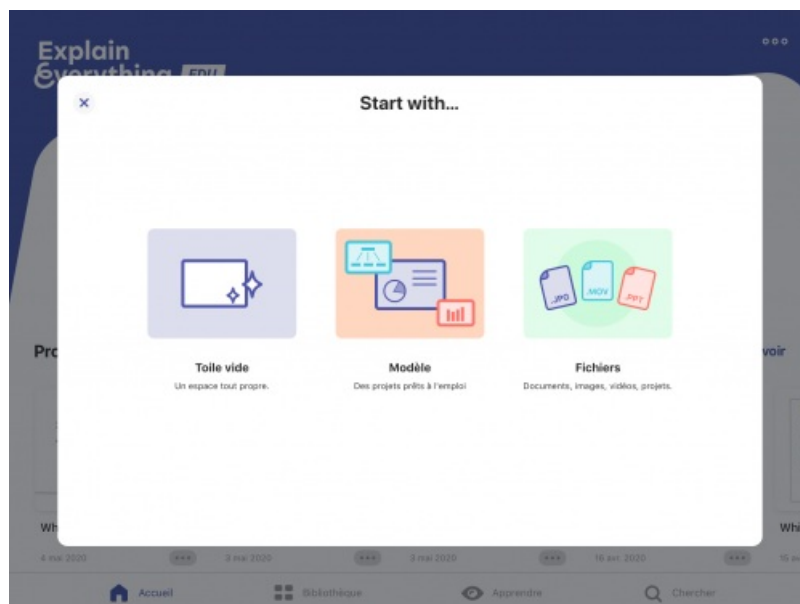 Explain
Everything EDU
Start with...
.JPG
.MOV
.PPT
Toile vide
Modèle
Fichiers
Un espace tout propre.
Des projets prêts à l'emploi
Documents, images, vidéos, projets.
Pro
voir
Wh
Whi
4 mai 2020
3 mai 2020
3 mai 2020
16 avr. 2020
Accueil
Bibliothèque
Apprendre
Chercher